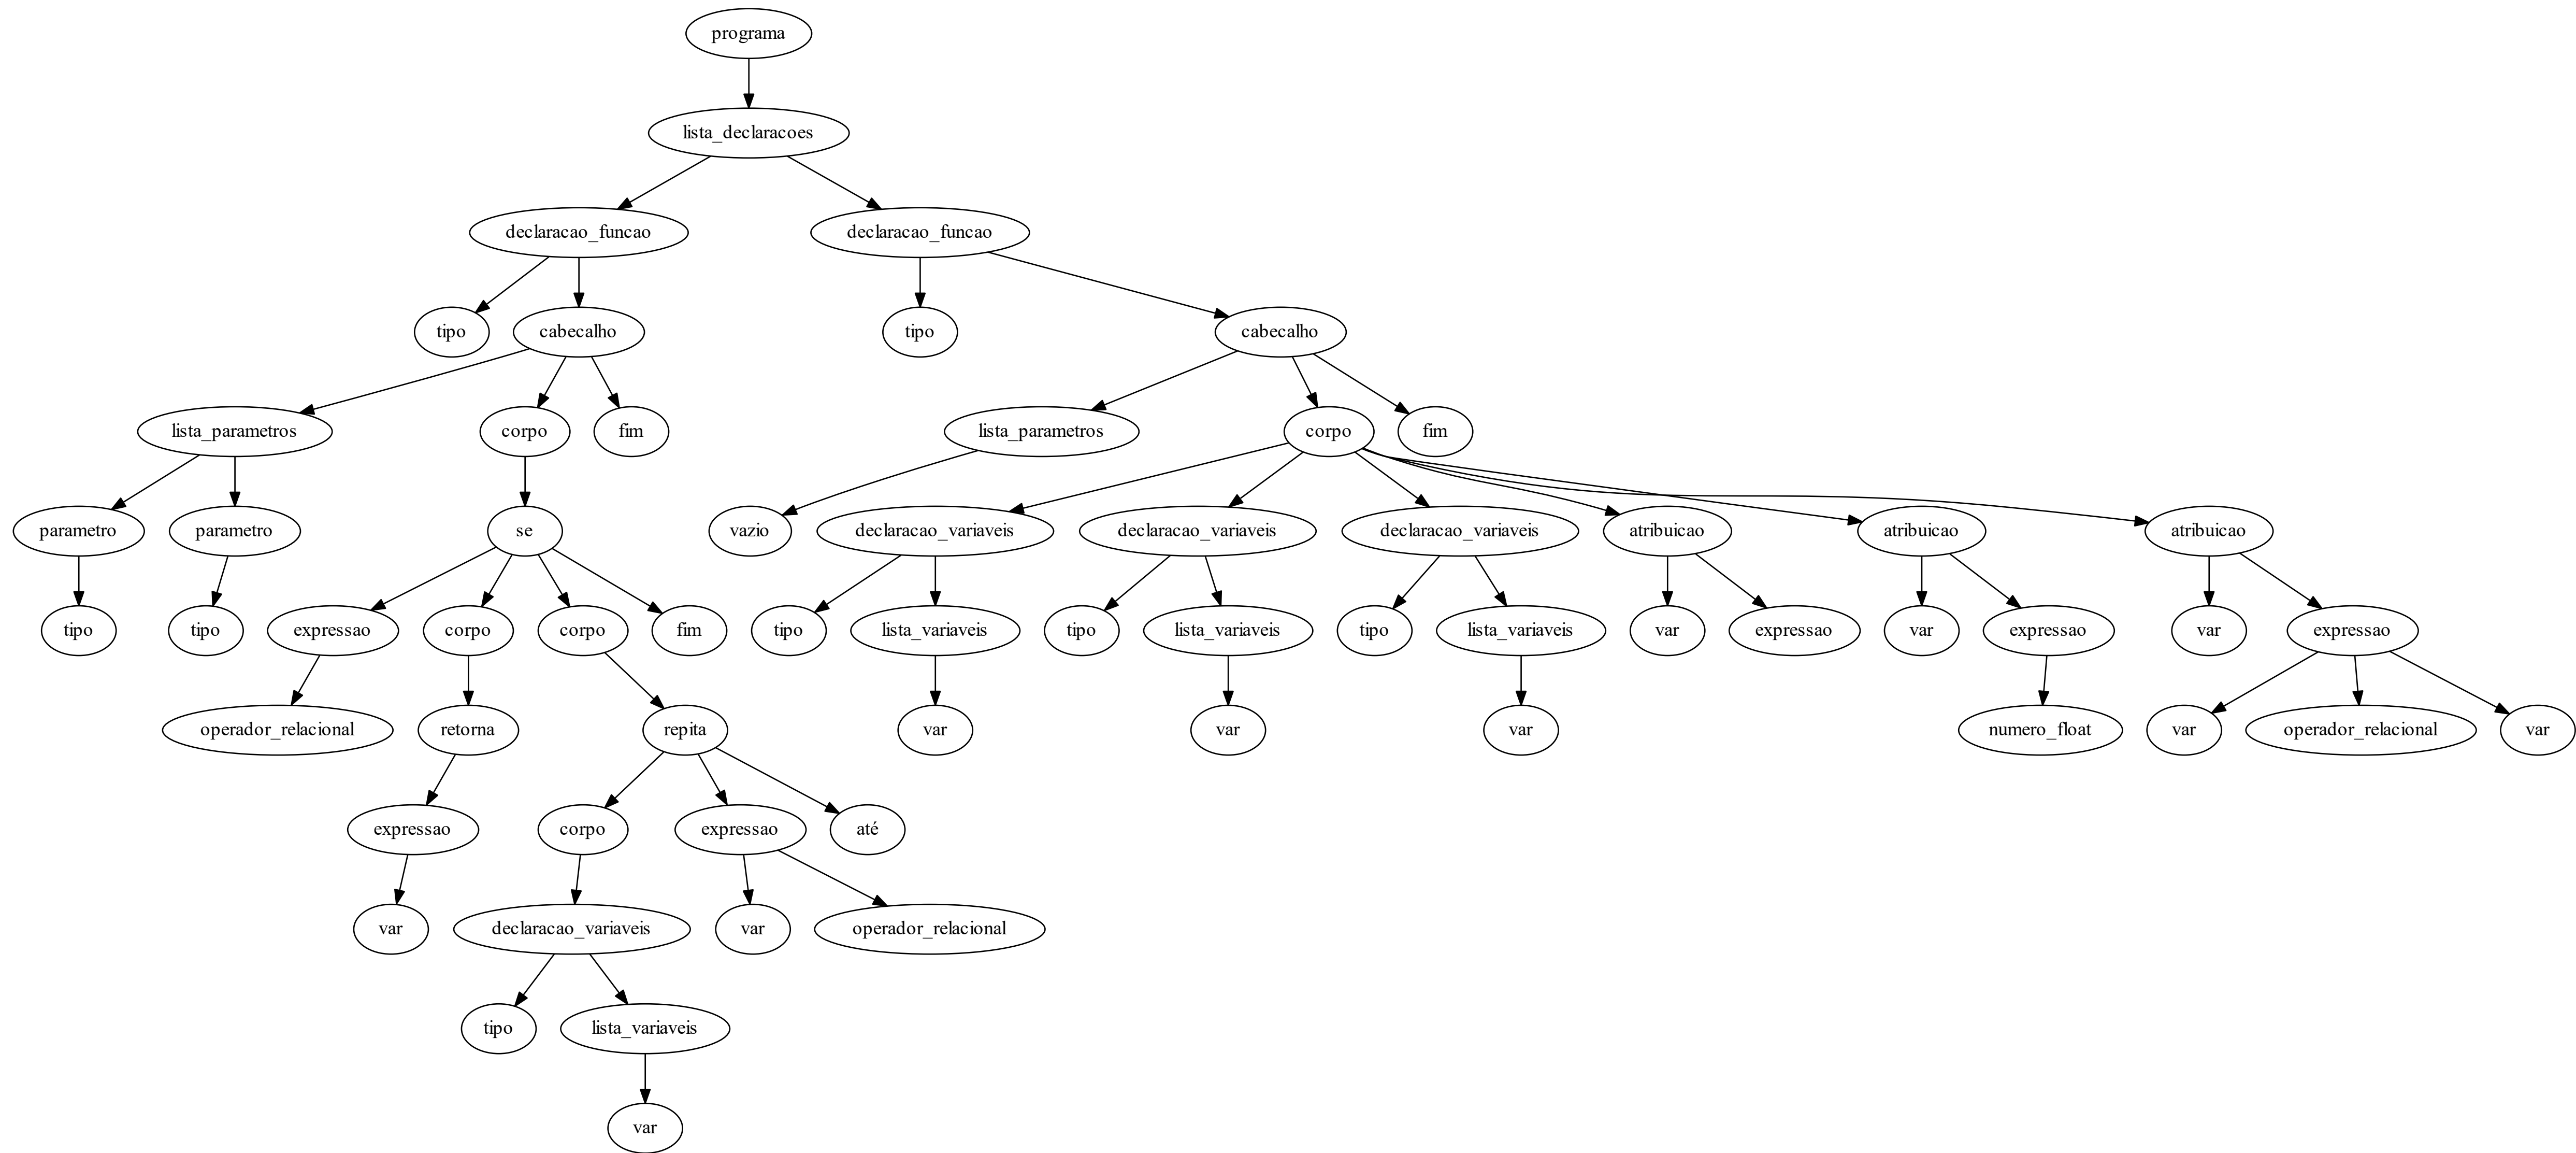 programa
lista_declaracoes
declaracao_funcao declaracao_funcao
tipo cabecalho tipo cabecalho
lista_parametros corpo fim lista_parametros corpo fim
parametro parametro se vazio declaracao_variaveis declaracao_variaveis declaracao_variaveis atribuicao atribuicao atribuicao
tipo tipo expressao corpo corpo fim tipo lista_variaveis tipo lista_variaveis tipo lista_variaveis var expressao var expressao var expressao
operador_relacional retorna repita var var var numero_float var operador_relacional var
expressao corpo expressao até
var declaracao_variaveis var operador_relacional
tipo lista_variaveis
var